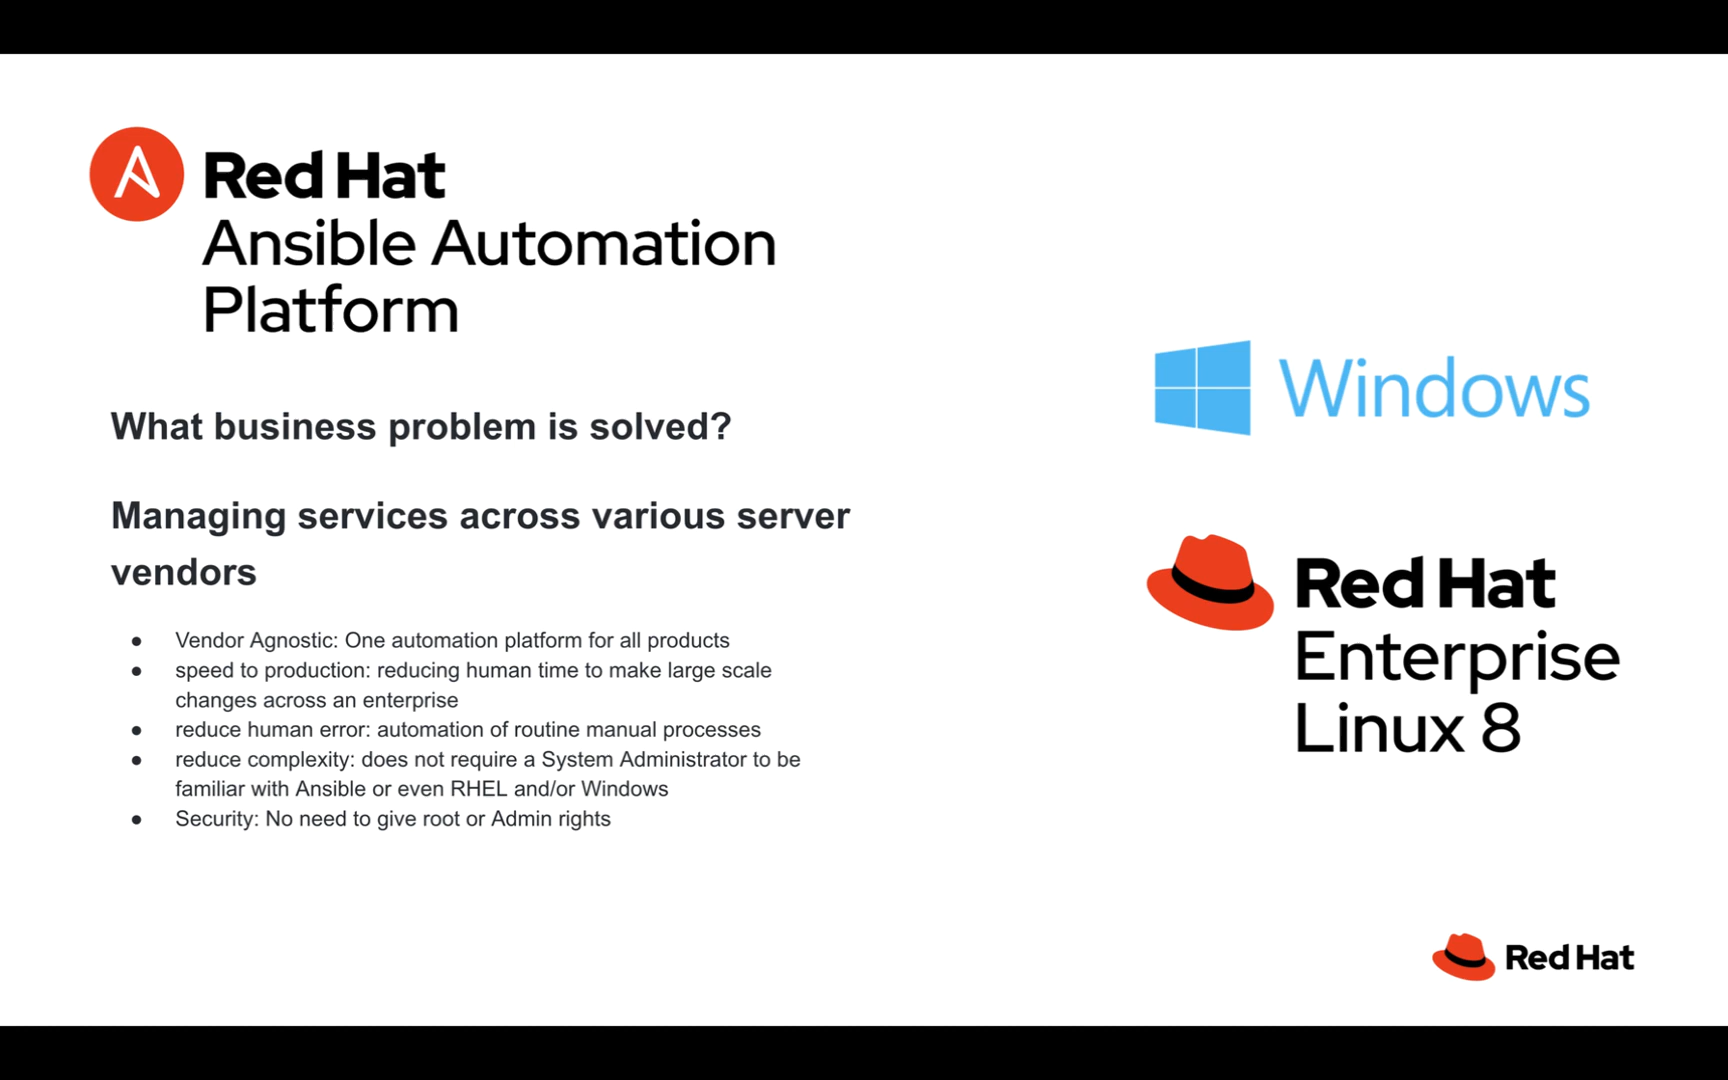 Red Hat
Ansible Automation
Platform
What business problem is solved?
Managing services across various server
vendors
● Vendor Agnostic: One automation platform for all products
● speed to production: reducing human time to make large scale
changes across an enterprise
● reduce human error: automation of routine manual processes
● reduce complexity: does not require a System Administrator to be
familiar with Ansible or even RHEL and/or Windows
● Security: No need to give root or Admin rights
Windows
Red Hat
Enterprise
Linux 8
Red Hat